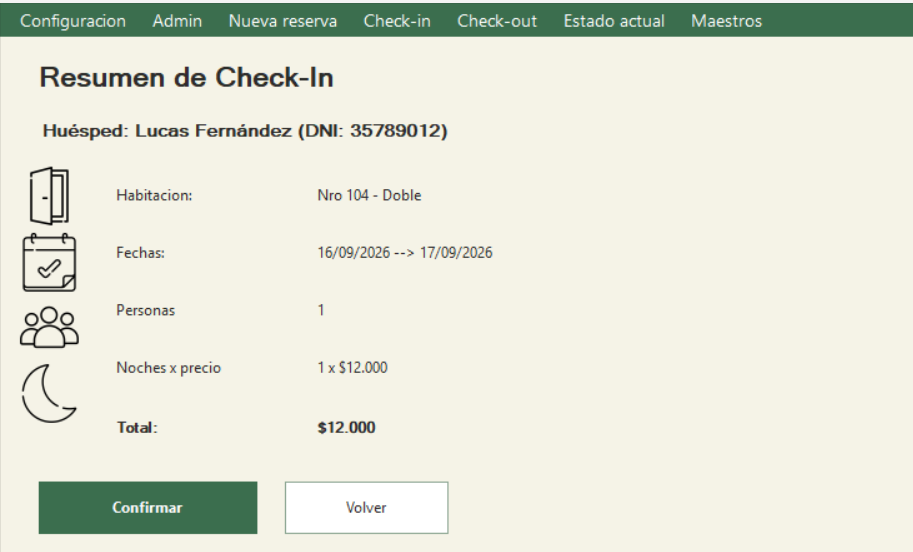 Configuracion Admin Nueva reserva Check-in Check-out Estado actual Maestros
Resumen de Check-In
Huésped: Lucas Fernández (DNI: 35789012)
Habitacion: Nro 104 - Doble
Fechas: 16/09/2026 --> 17/09/2026
Personas 1
Noches x precio 1 x $12.000
Total: $12.000
Confirmar Volver